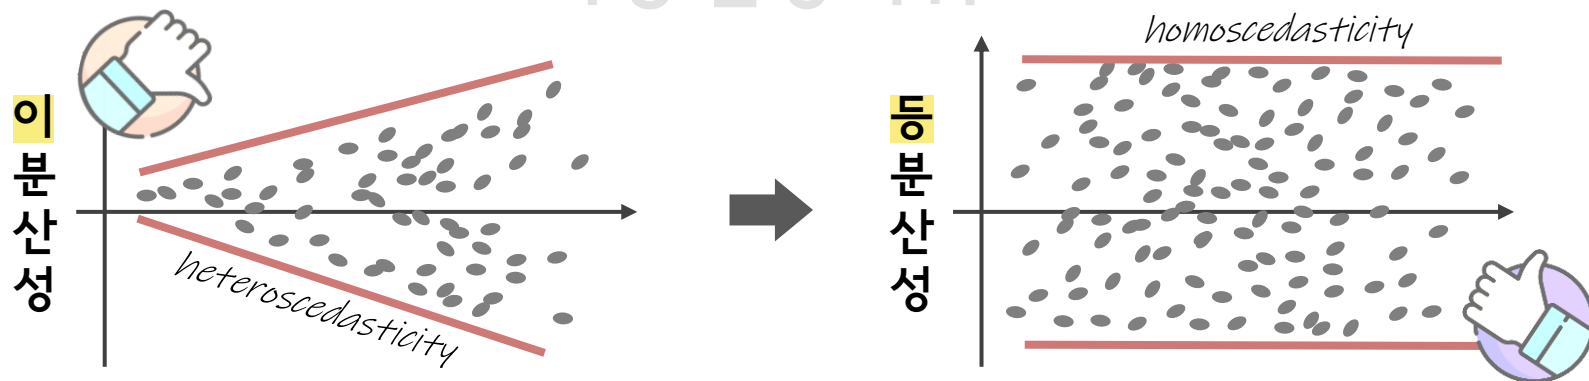 이분산성
heteroscedasticity
등분산성
homoscedasticity